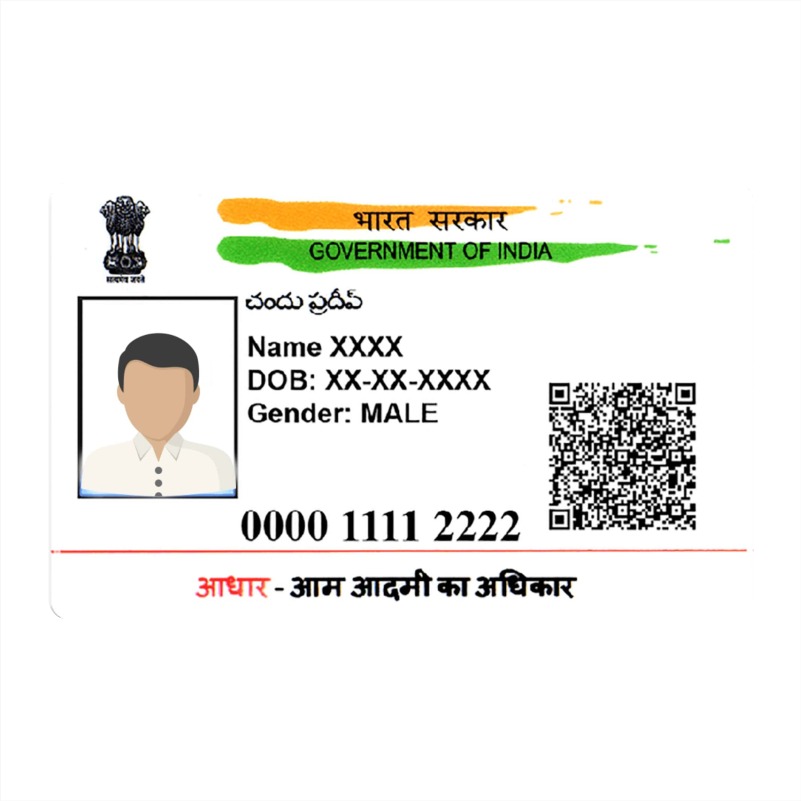 भारत सरकार
GOVERNMENT OF INDIA
सत्यमेव जयते
చందు ప్రదీప్
Name XXXX
DOB: XX-XX-XXXX
Gender: MALE
0000 1111 2222
आधार - आम आदमी का अधिकार